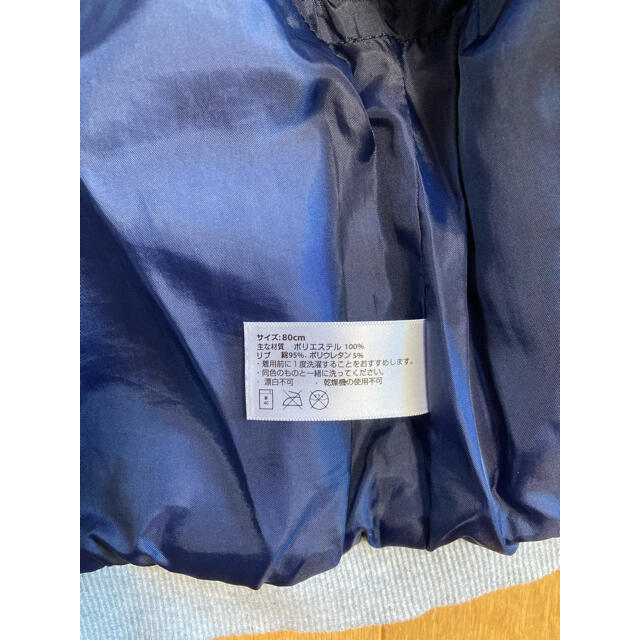 サイズ:80cm
主な材質　ポリエステル 100%
リブ　綿95%、ポリウレタン5%
・着用前に1度洗濯することをおすすめします。
・同色のものと一緒に洗ってください。
・漂白不可　・乾燥機の使用不可
40